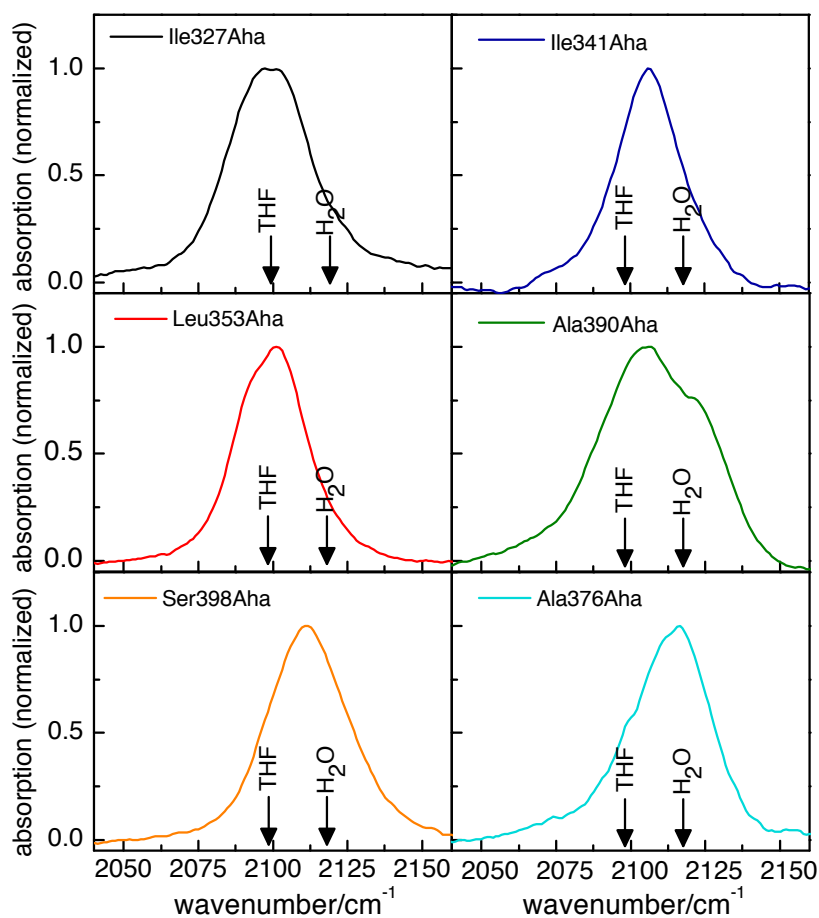 Ile327Aha
Ile341Aha
absorption (normalized)
1.0
0.5
0.0
THF
H2O
THF
H2O
Leu353Aha
Ala390Aha
absorption (normalized)
1.0
0.5
0.0
THF
H2O
THF
H2O
Ser398Aha
Ala376Aha
absorption (normalized)
1.0
0.5
0.0
THF
H2O
THF
H2O
2050 2075 2100 2125 2150
2050 2075 2100 2125 2150
wavenumber/cm-1
wavenumber/cm-1